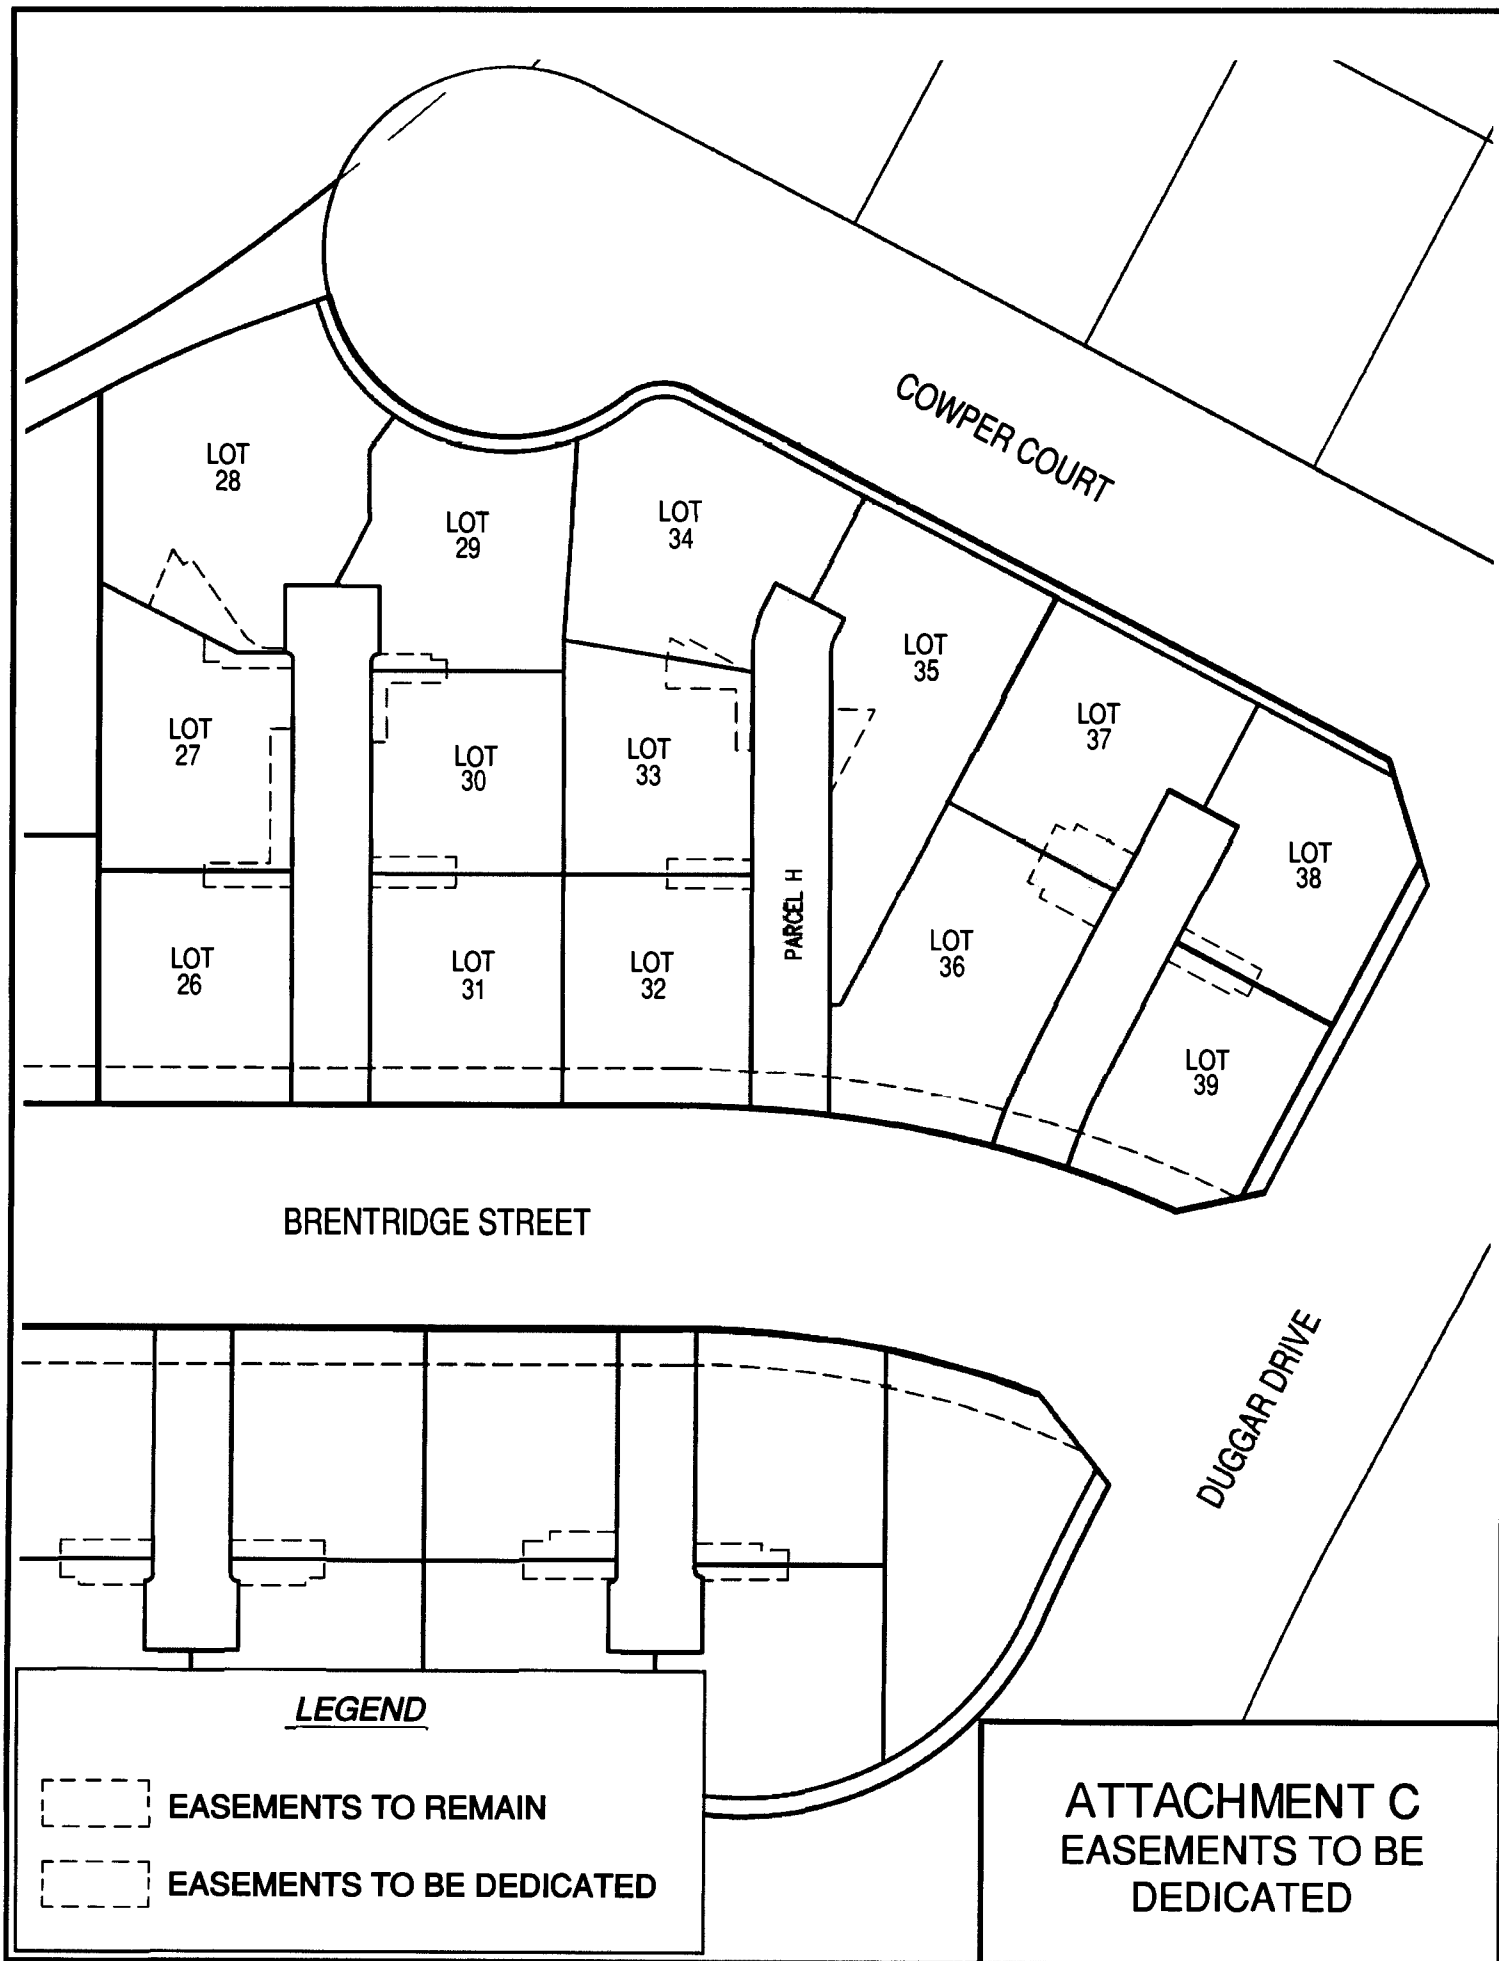 COWPER COURT
LOT
28
LOT
29
LOT
34
LOT
35
LOT
37
LOT
27
LOT
30
LOT
33
LOT
38
PARCEL H
LOT
26
LOT
31
LOT
32
LOT
36
LOT
39
BRENTRIDGE STREET
DUGGAR DRIVE
LEGEND
EASEMENTS TO REMAIN
EASEMENTS TO BE DEDICATED
ATTACHMENT C
EASEMENTS TO BE
DEDICATED